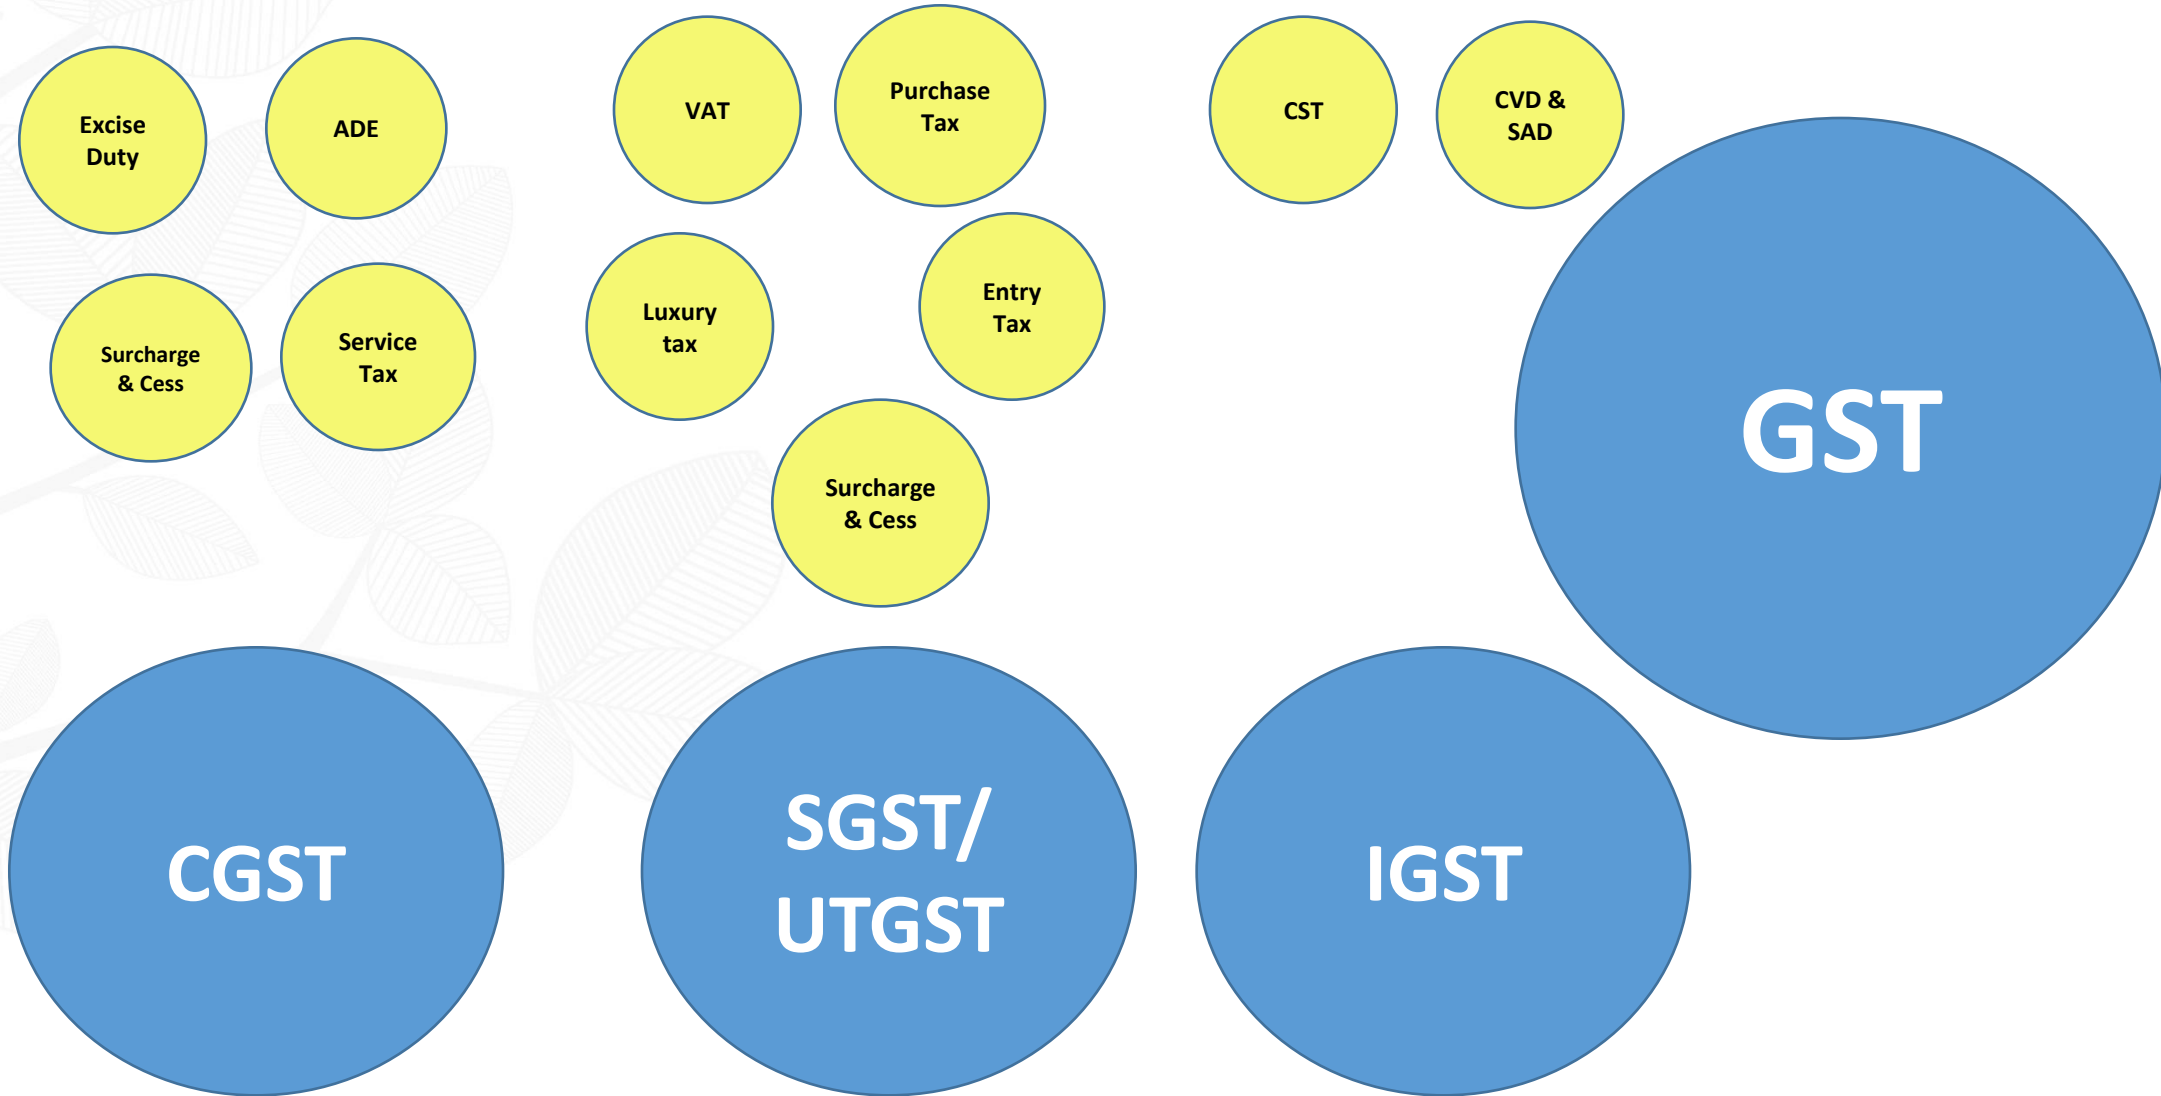 Excise
Duty
ADE
Surcharge
& Cess
Service
Tax
VAT
Purchase
Tax
Luxury
tax
Entry
Tax
Surcharge
& Cess
CST
CVD &
SAD
GST
CGST
SGST/
UTGST
IGST